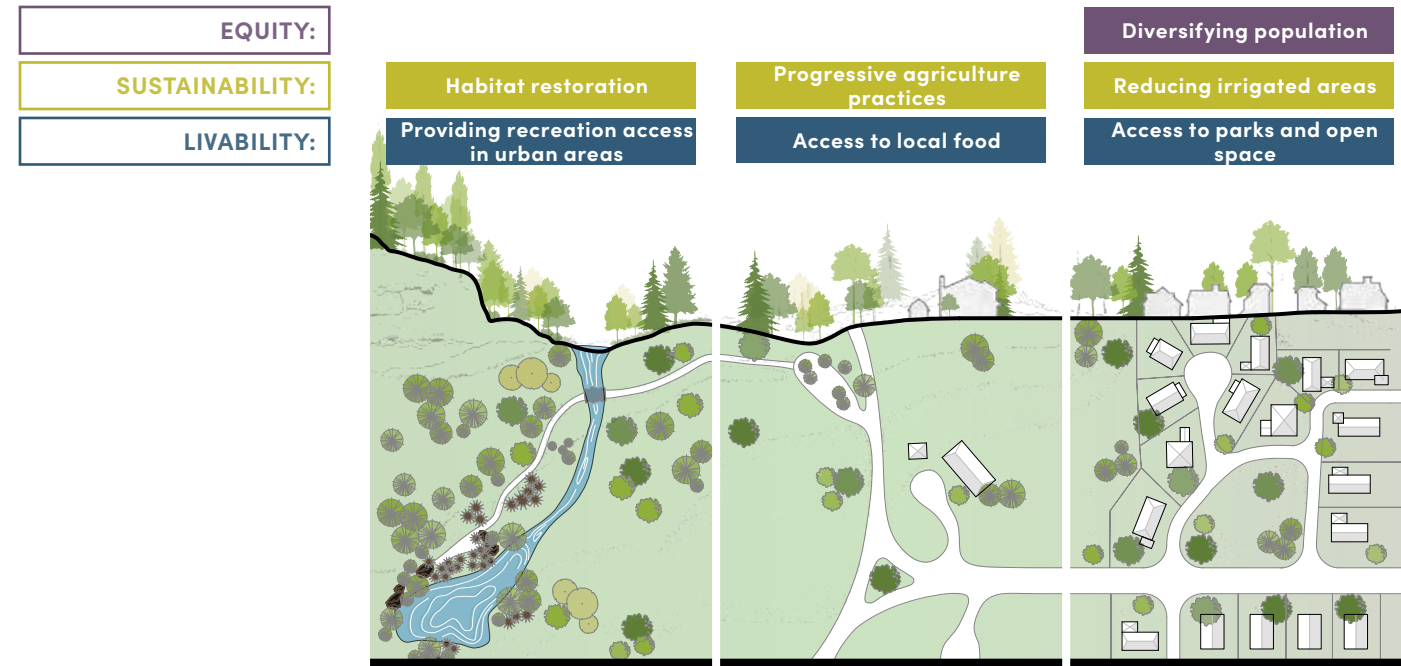 EQUITY:
Diversifying population
SUSTAINABILITY:
Habitat restoration
Progressive agriculture
practices
Reducing irrigated areas
LIVABILITY:
Providing recreation access
in urban areas
Access to local food
Access to parks and open
space